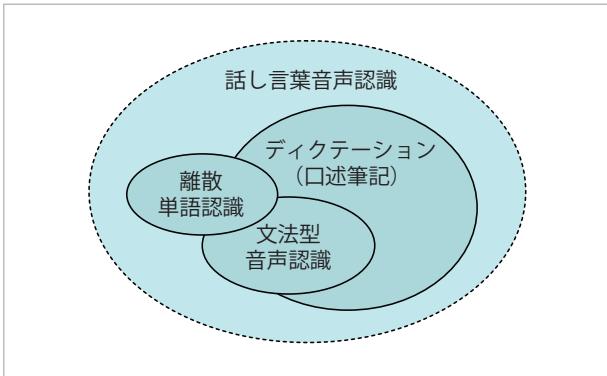 話し言葉音声認識
ディクテーション
（口述筆記）
離散
単語認識
文法型
音声認識